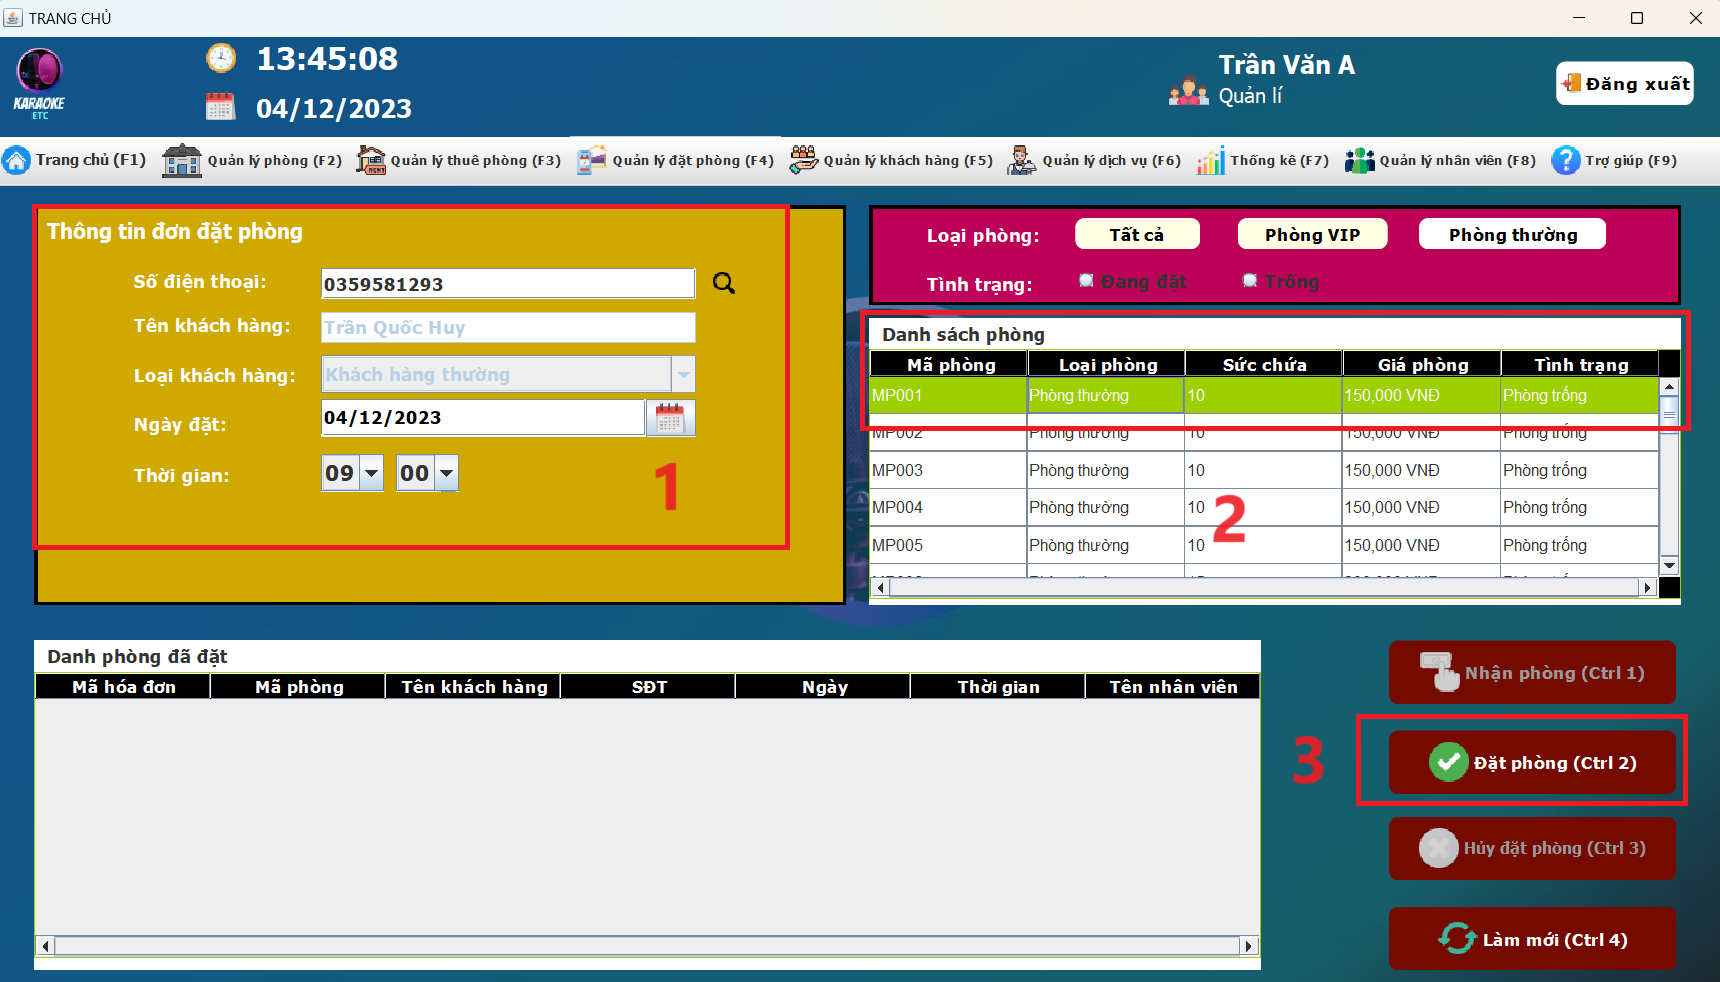 TRANG CHỦ
KARAOKE
ETC
13:45:08
04/12/2023
Trần Văn A
Quản lí
Đăng xuất
Trang chủ (F1)
Quản lý phòng (F2)
Quản lý thuê phòng (F3)
Quản lý đặt phòng (F4)
Quản lý khách hàng (F5)
Quản lý dịch vụ (F6)
Thống kê (F7)
Quản lý nhân viên (F8)
Trợ giúp (F9)
Thông tin đơn đặt phòng
Số điện thoại: 0359581293
Tên khách hàng: Trần Quốc Huy
Loại khách hàng: Khách hàng thường
Ngày đặt: 04/12/2023
Thời gian: 09 00
1
Loại phòng: Tất cả Phòng VIP Phòng thường
Tình trạng: Đang đặt Trống
Danh sách phòng
Mã phòng Loại phòng Sức chứa Giá phòng Tình trạng
MP001 Phòng thường 10 150,000 VNĐ Phòng trống
MP002 Phòng thường 10 150,000 VNĐ Phòng trống
MP003 Phòng thường 10 150,000 VNĐ Phòng trống
MP004 Phòng thường 10 150,000 VNĐ Phòng trống
MP005 Phòng thường 10 150,000 VNĐ Phòng trống
2
Danh phòng đã đặt
Mã hóa đơn Mã phòng Tên khách hàng SĐT Ngày Thời gian Tên nhân viên
Nhận phòng (Ctrl 1)
3
Đặt phòng (Ctrl 2)
Hủy đặt phòng (Ctrl 3)
Làm mới (Ctrl 4)